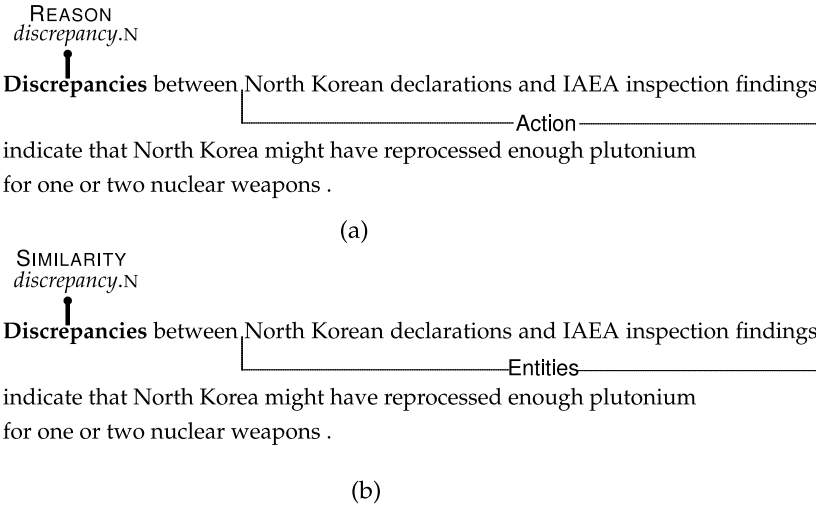 REASON
discrepancy.N
Discrepancies between North Korean declarations and IAEA inspection findings
Action
indicate that North Korea might have reprocessed enough plutonium
for one or two nuclear weapons .
(a)
SIMILARITY
discrepancy.N
Discrepancies between North Korean declarations and IAEA inspection findings
Entities
indicate that North Korea might have reprocessed enough plutonium
for one or two nuclear weapons .
(b)